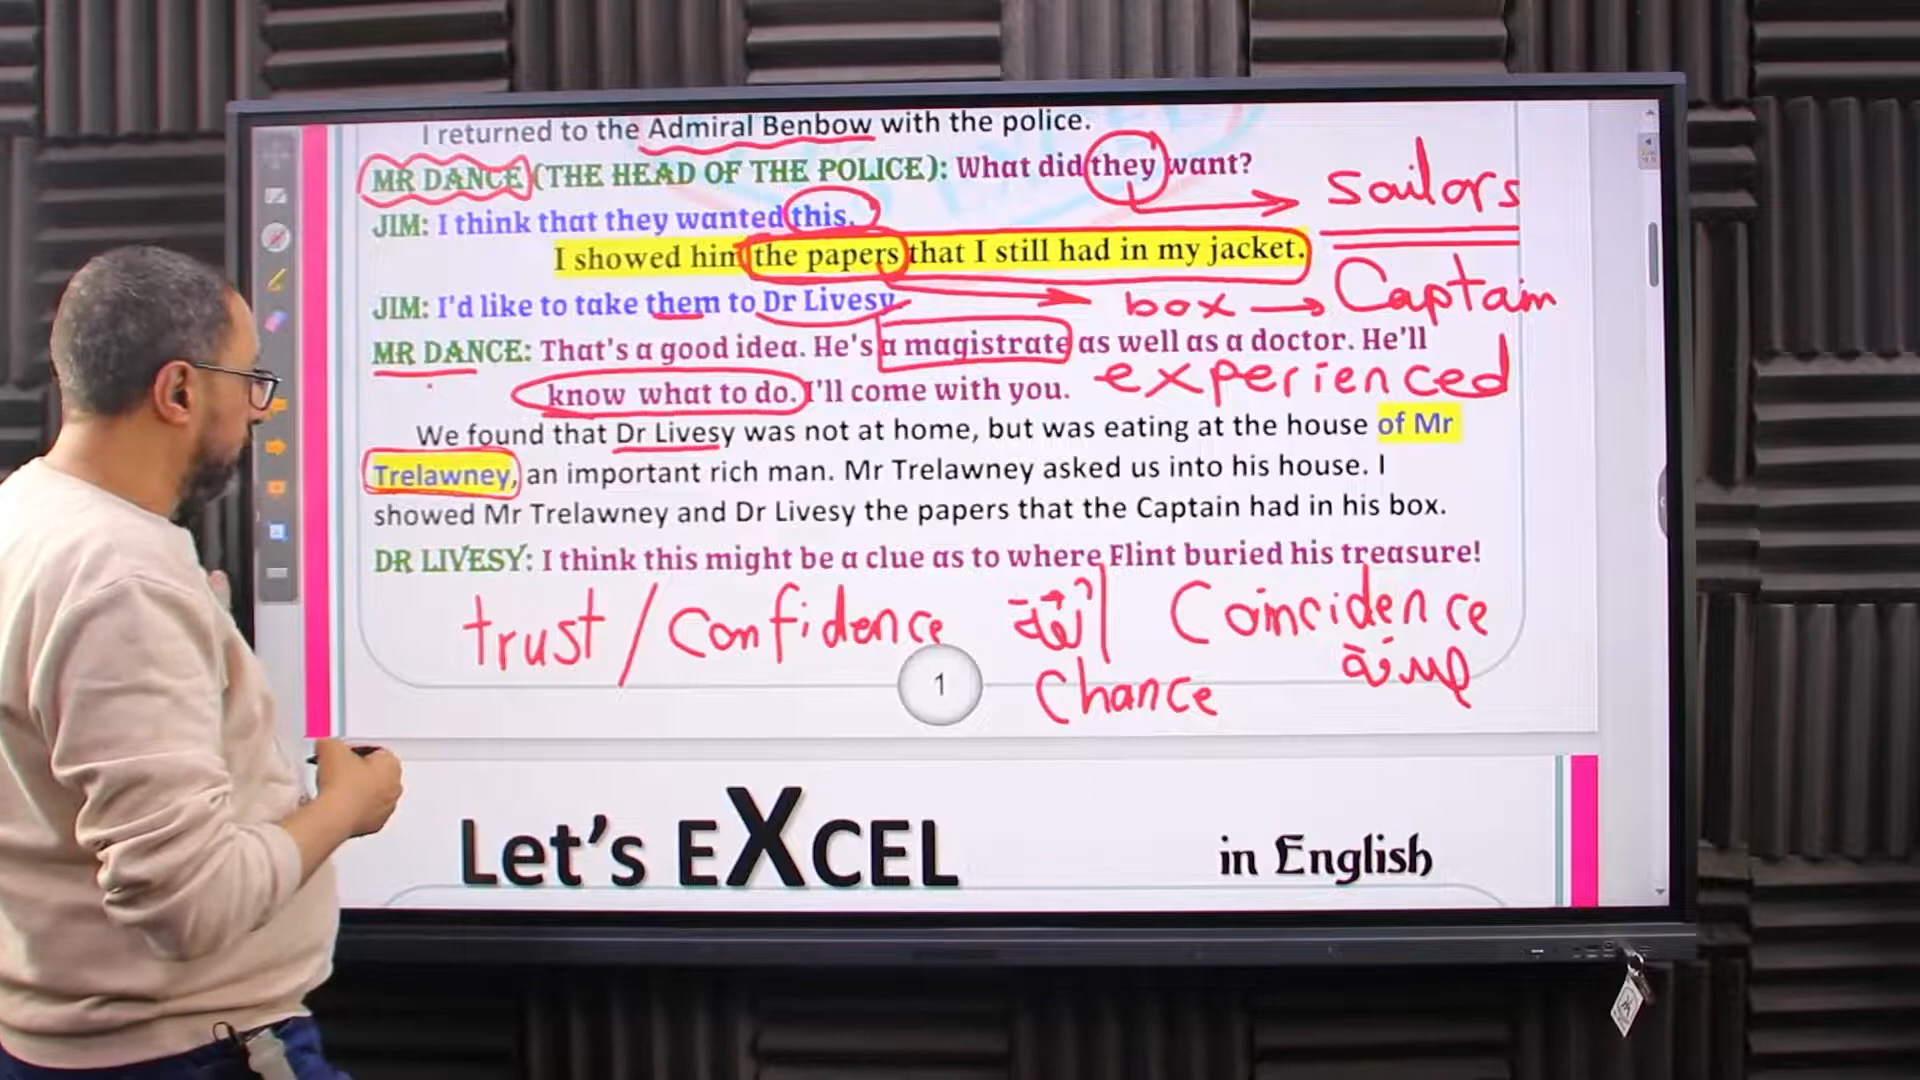 I returned to the Admiral Benbow with the police.
MR DANCE (THE HEAD OF THE POLICE): What did they want?
sailors
JIM: I think that they wanted this.
I showed him the papers that I still had in my jacket.
JIM: I'd like to take them to Dr Livesy.
box → Captain
MR DANCE: That's a good idea. He's a magistrate as well as a doctor. He'll
know what to do. I'll come with you.
experienced
We found that Dr Livesy was not at home, but was eating at the house of Mr
Trelawney, an important rich man. Mr Trelawney asked us into his house. I
showed Mr Trelawney and Dr Livesy the papers that the Captain had in his box.
DR LIVESY: I think this might be a clue as to where Flint buried his treasure!
trust / Confidence الثقة Coincidence
صدفة
Chance
1
Let's EXCEL
in English